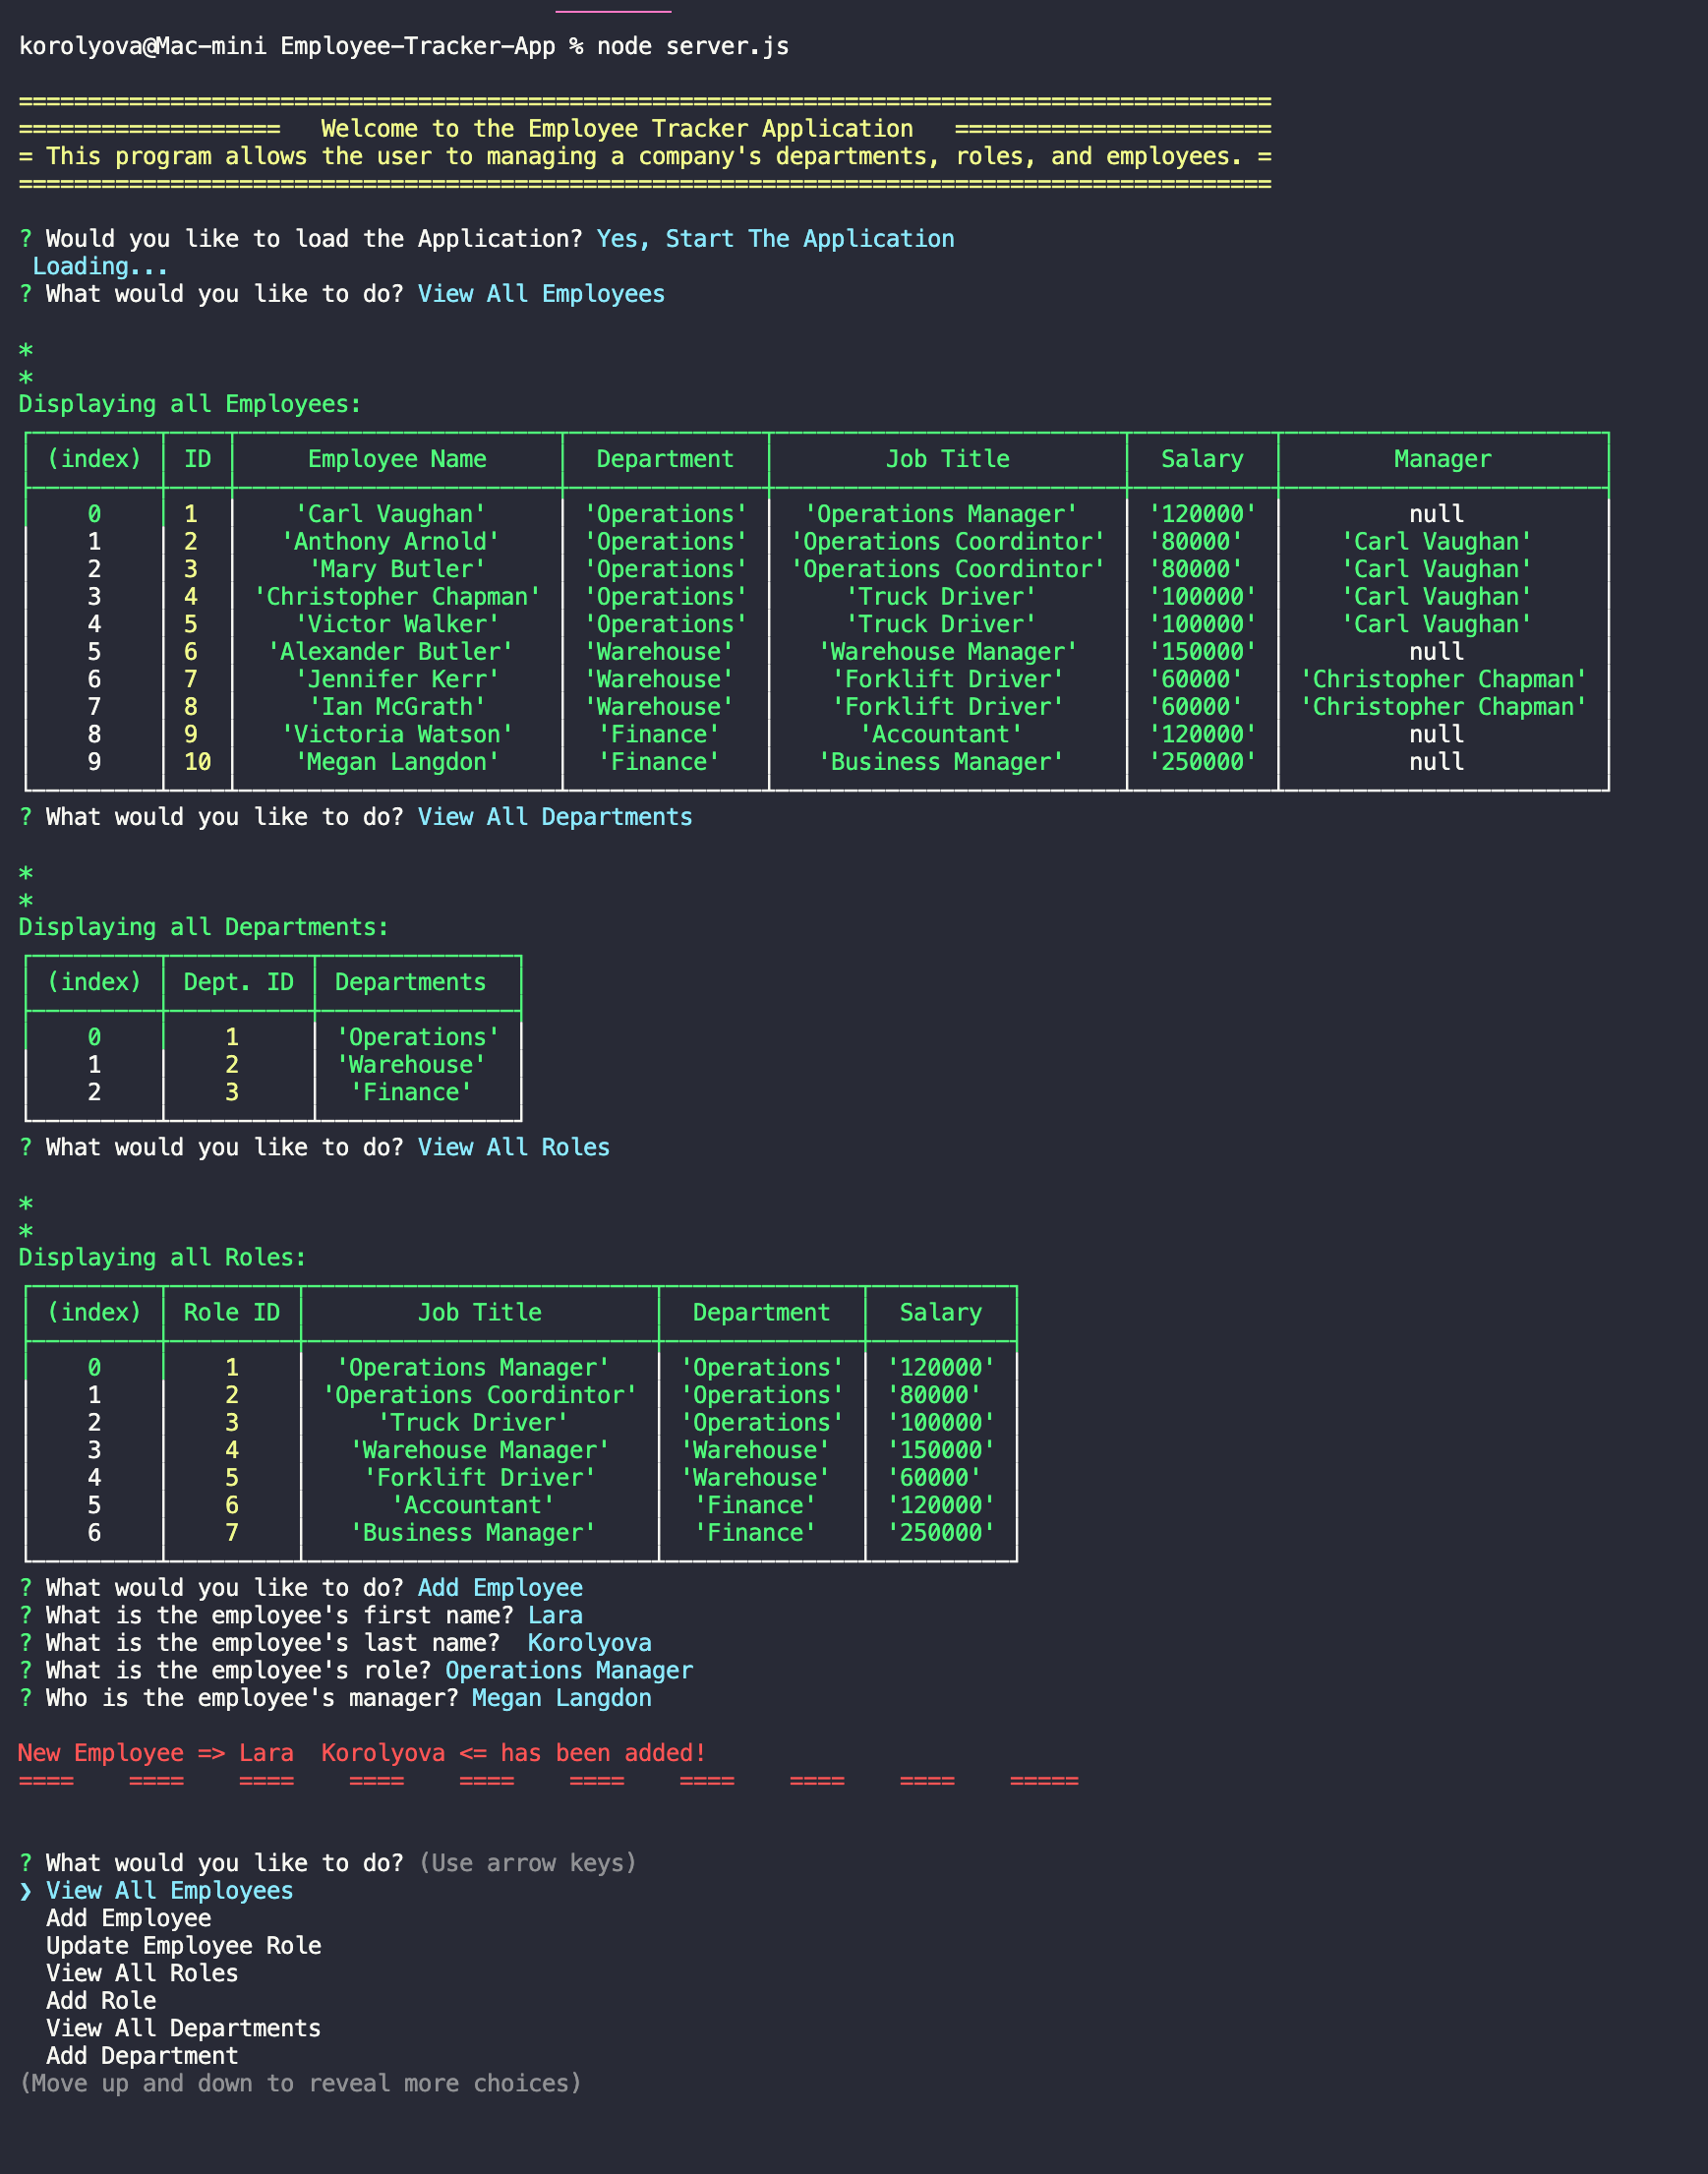 korolyova@Mac-mini Employee-Tracker-App % node server.js
===========================================================================================
===================   Welcome to the Employee Tracker Application   =======================
= This program allows the user to managing a company's departments, roles, and employees. =
===========================================================================================
? Would you like to load the Application? Yes, Start The Application
Loading...
? What would you like to do? View All Employees
*
*
Displaying all Employees:
(index) ID Employee Name Department Job Title Salary Manager
0 1 'Carl Vaughan' 'Operations' 'Operations Manager' '120000' null
1 2 'Anthony Arnold' 'Operations' 'Operations Coordintor' '80000' 'Carl Vaughan'
2 3 'Mary Butler' 'Operations' 'Operations Coordintor' '80000' 'Carl Vaughan'
3 4 'Christopher Chapman' 'Operations' 'Truck Driver' '100000' 'Carl Vaughan'
4 5 'Victor Walker' 'Operations' 'Truck Driver' '100000' 'Carl Vaughan'
5 6 'Alexander Butler' 'Warehouse' 'Warehouse Manager' '150000' null
6 7 'Jennifer Kerr' 'Warehouse' 'Forklift Driver' '60000' 'Christopher Chapman'
7 8 'Ian McGrath' 'Warehouse' 'Forklift Driver' '60000' 'Christopher Chapman'
8 9 'Victoria Watson' 'Finance' 'Accountant' '120000' null
9 10 'Megan Langdon' 'Finance' 'Business Manager' '250000' null
? What would you like to do? View All Departments
*
*
Displaying all Departments:
(index) Dept. ID Departments
0 1 'Operations'
1 2 'Warehouse'
2 3 'Finance'
? What would you like to do? View All Roles
*
*
Displaying all Roles:
(index) Role ID Job Title Department Salary
0 1 'Operations Manager' 'Operations' '120000'
1 2 'Operations Coordintor' 'Operations' '80000'
2 3 'Truck Driver' 'Operations' '100000'
3 4 'Warehouse Manager' 'Warehouse' '150000'
4 5 'Forklift Driver' 'Warehouse' '60000'
5 6 'Accountant' 'Finance' '120000'
6 7 'Business Manager' 'Finance' '250000'
? What would you like to do? Add Employee
? What is the employee's first name? Lara
? What is the employee's last name?  Korolyova
? What is the employee's role? Operations Manager
? Who is the employee's manager? Megan Langdon
New Employee => Lara  Korolyova <= has been added!
====    ====    ====    ====    ====    ====    ====    ====    ====    =====
? What would you like to do? (Use arrow keys)
❯ View All Employees
Add Employee
Update Employee Role
View All Roles
Add Role
View All Departments
Add Department
(Move up and down to reveal more choices)